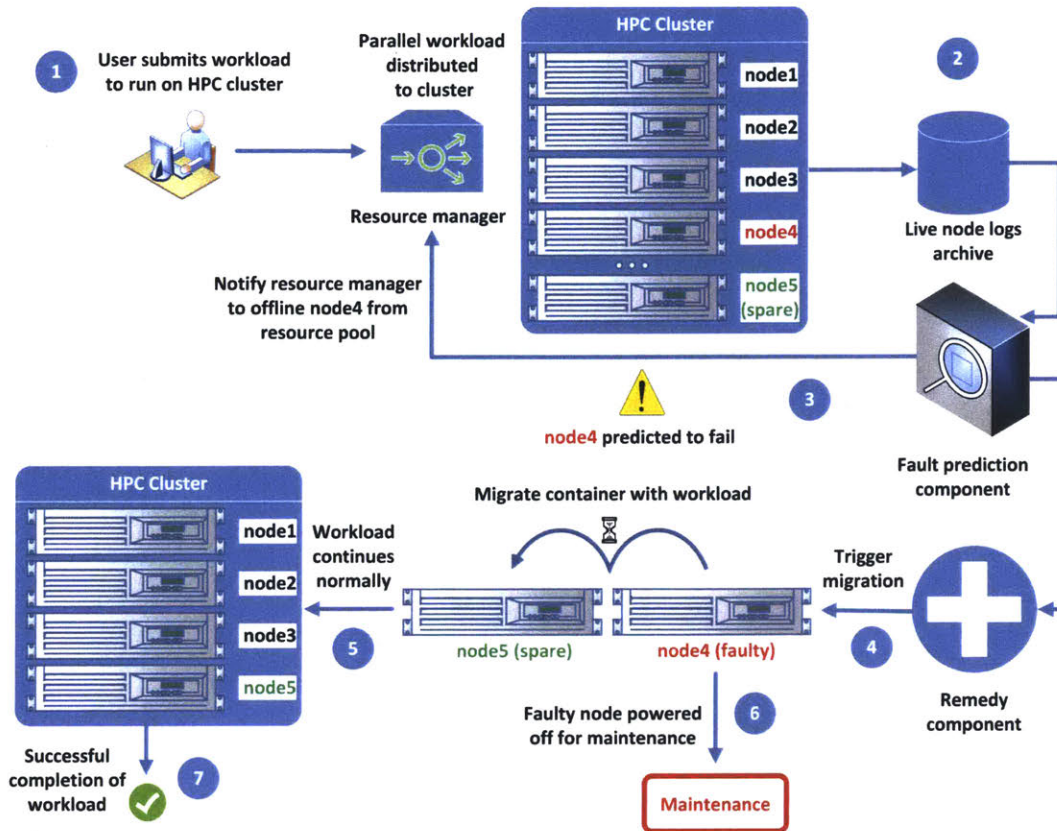 1
User submits workload
to run on HPC cluster
Parallel workload
distributed
to cluster
Resource manager
HPC Cluster
node1
node2
node3
node4
node5
(spare)
2
Live node logs
archive
Notify resource manager
to offline node4 from
resource pool
3
node4 predicted to fail
Fault prediction
component
HPC Cluster
node1
node2
node3
node5
Workload
continues
normally
5
Migrate container with workload
node5 (spare)
node4 (faulty)
Trigger
migration
4
Remedy
component
Faulty node powered
off for maintenance
6
Maintenance
Successful
completion of
workload
7